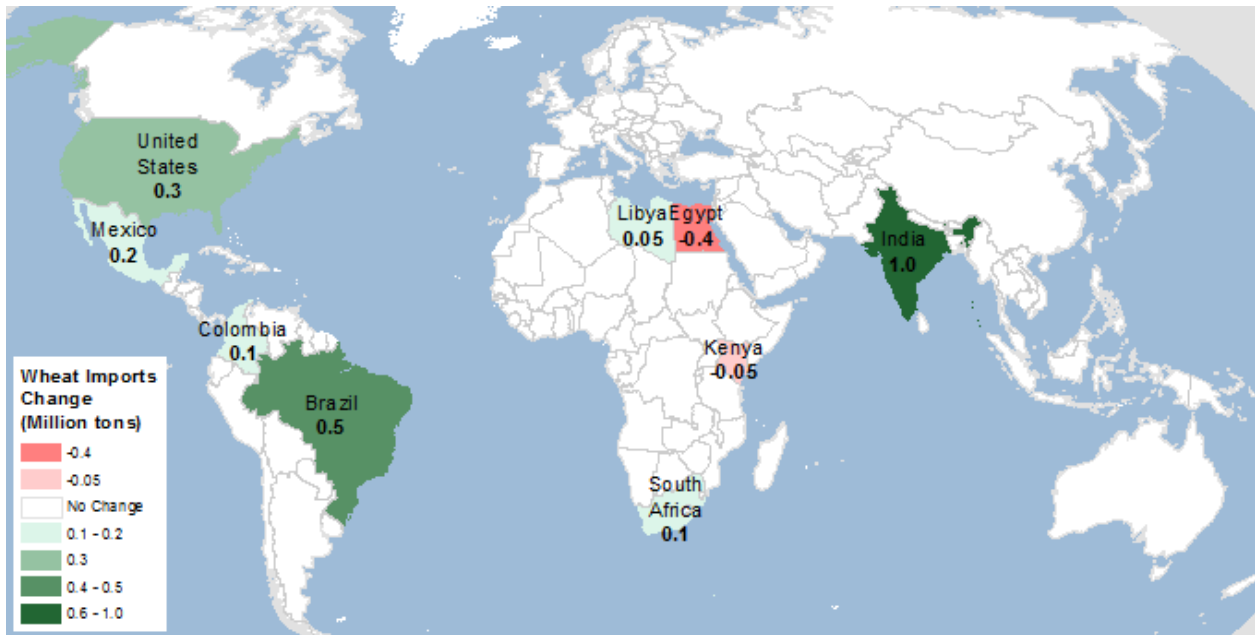 United
States
0.3
Mexico
0.2
Libya Egypt
0.05 -0.4
India
1.0
Colombia
0.1
Kenya
-0.05
Brazil
0.5
South
Africa
0.1
Wheat Imports
Change
(Million tons)
-0.4
-0.05
No Change
0.1 - 0.2
0.3
0.4 - 0.5
0.6 - 1.0